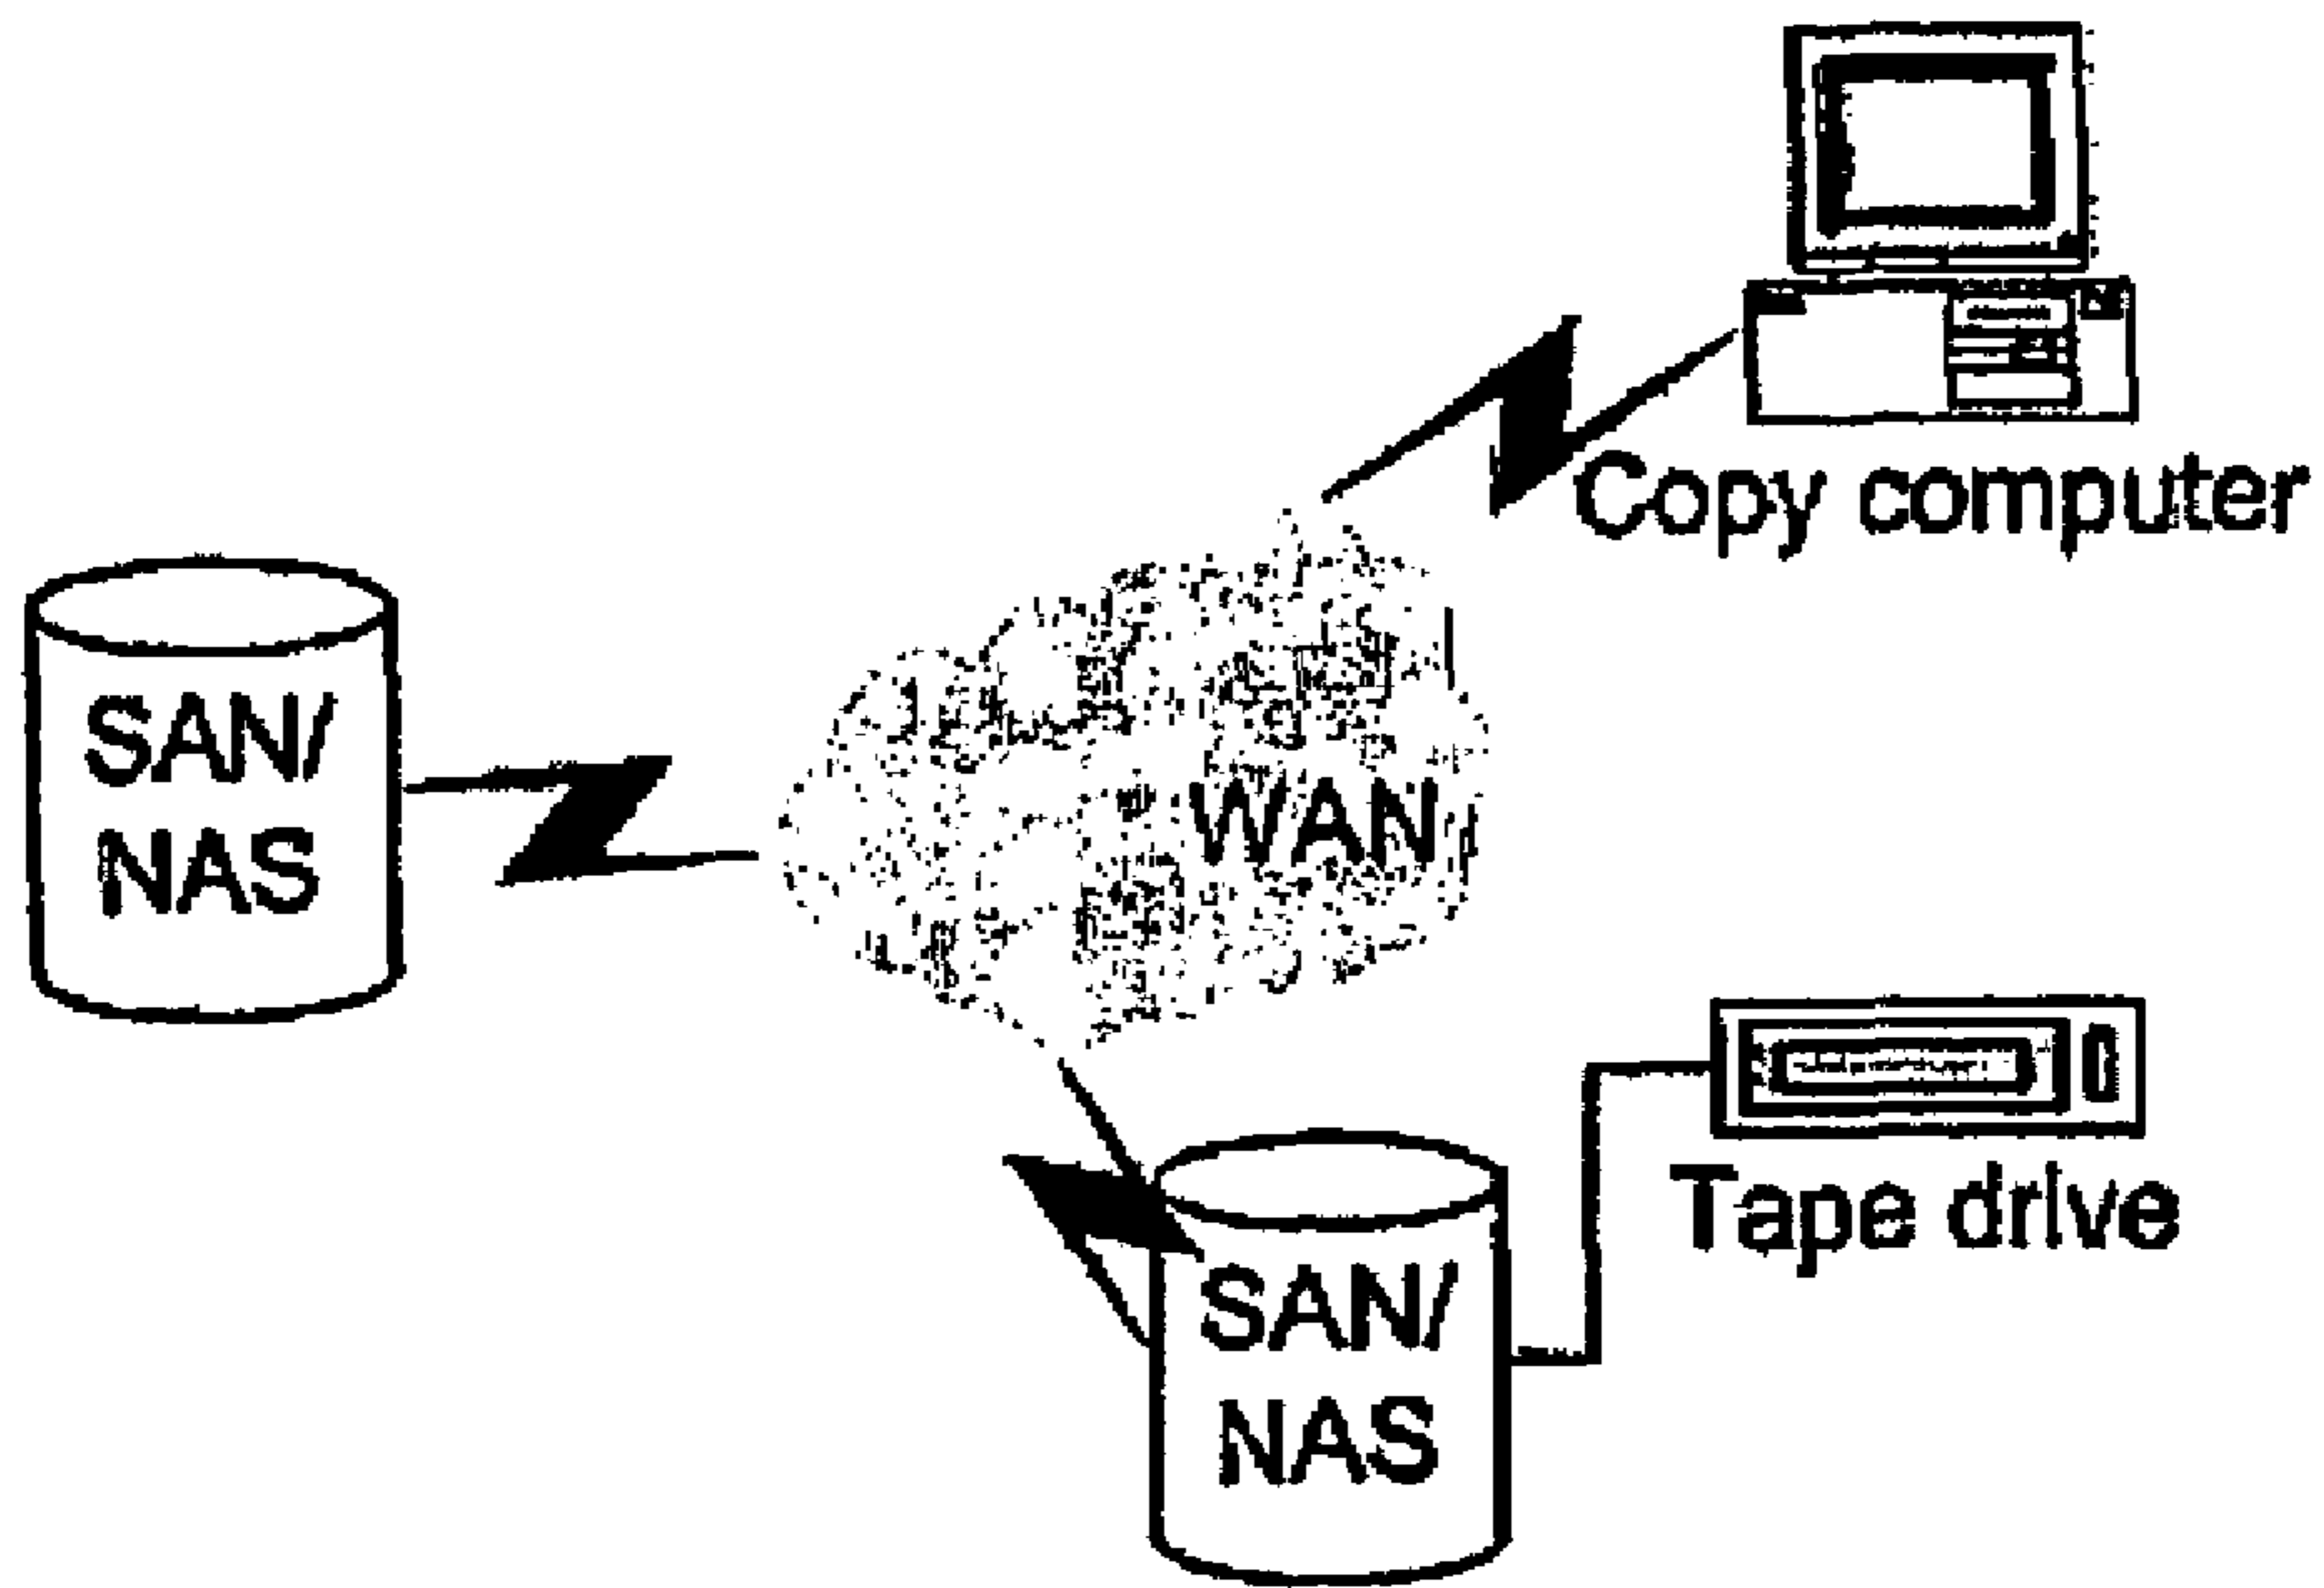 Copy computer
SAN/
NAS
WAN
Tape drive
SAN/
NAS